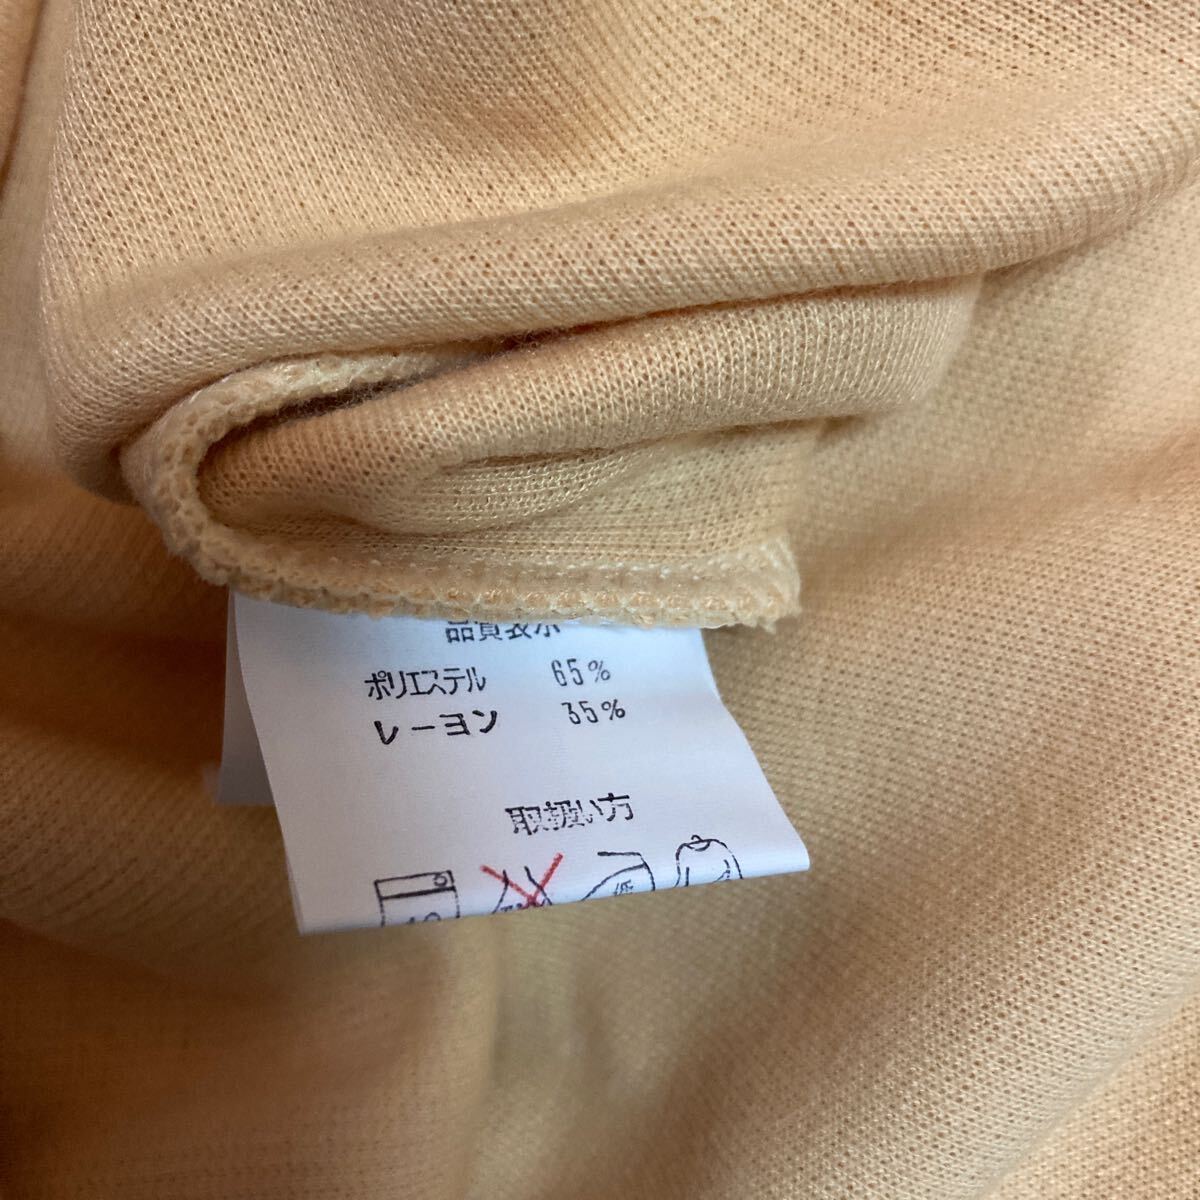 品質表示
ポリエステル 65%
レーヨン 35%
取扱い方